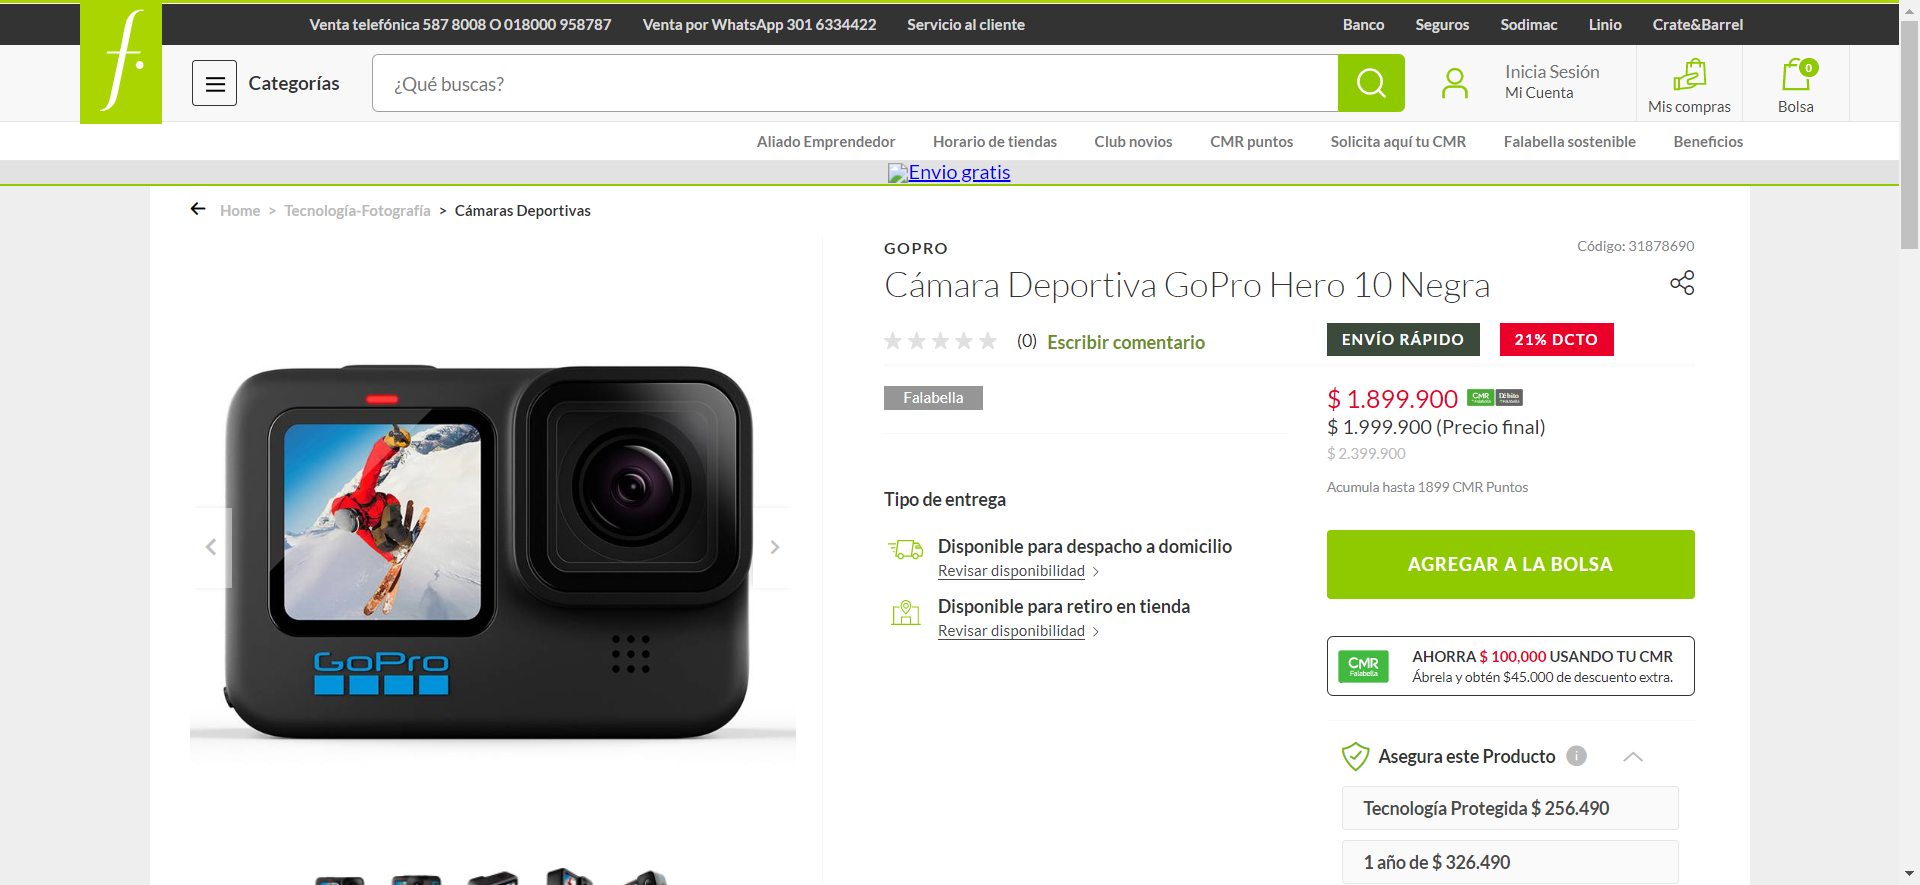 Venta telefónica 587 8008 O 018000 958787
Venta por WhatsApp 301 6334422
Servicio al cliente
Banco
Seguros
Sodimac
Linio
Crate&Barrel
f.
Categorías
¿Qué buscas?
Inicia Sesión
Mi Cuenta
Mis compras
0
Bolsa
Aliado Emprendedor
Horario de tiendas
Club novios
CMR puntos
Solicita aquí tu CMR
Falabella sostenible
Beneficios
Envio gratis
Home > Tecnología-Fotografía > Cámaras Deportivas
GOPRO
Código: 31878690
Cámara Deportiva GoPro Hero 10 Negra
(0) Escribir comentario
ENVÍO RÁPIDO
21% DCTO
Falabella
$ 1.899.900
CMR
Débito
$ 1.999.900 (Precio final)
$ 2.399.900
Acumula hasta 1899 CMR Puntos
Tipo de entrega
Disponible para despacho a domicilio
Revisar disponibilidad
Disponible para retiro en tienda
Revisar disponibilidad
AGREGAR A LA BOLSA
CMR
Falabella
AHORRA $ 100,000 USANDO TU CMR
Ábrela y obtén $45.000 de descuento extra.
Asegura este Producto
i
Tecnología Protegida $ 256.490
1 año de $ 326.490
GoPro